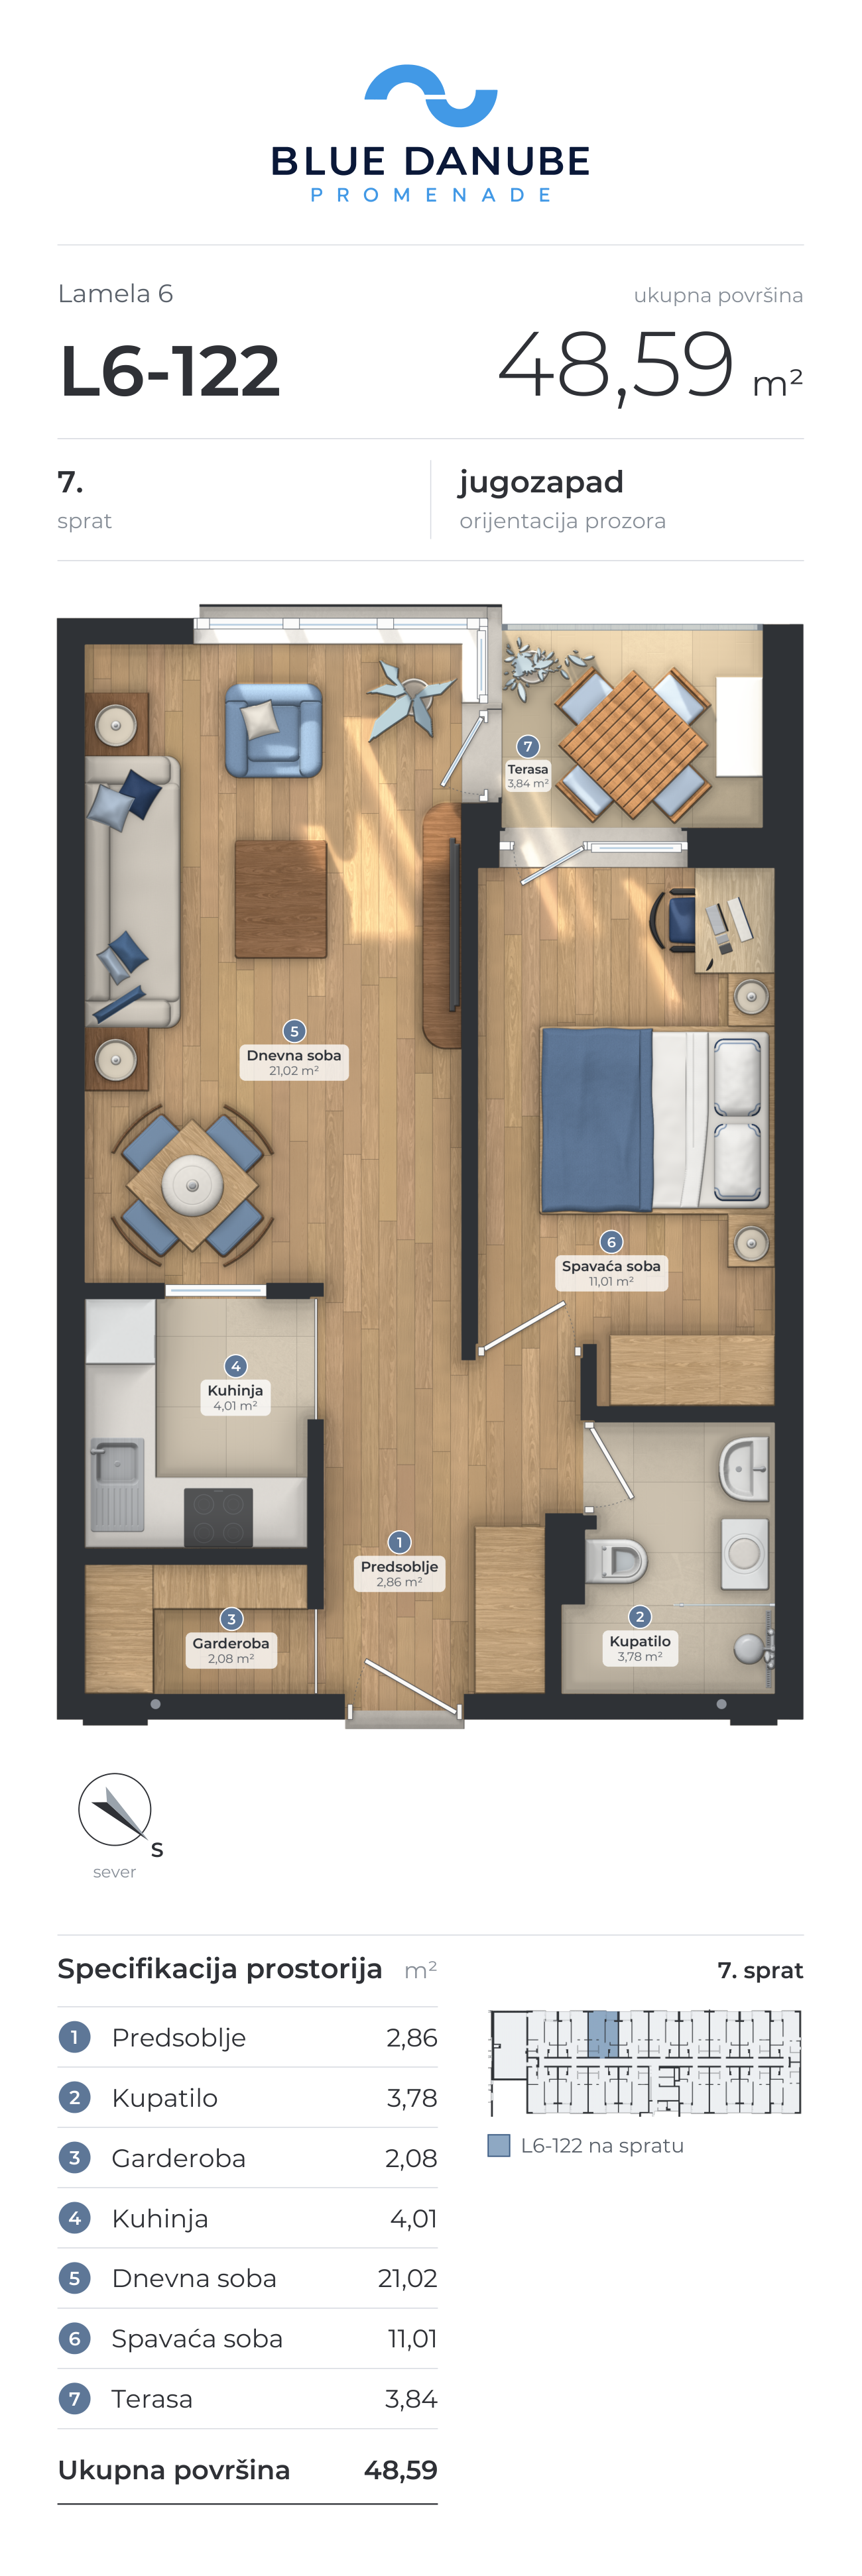 BLUE DANUBE
PROMENADE
Lamela 6
ukupna površina
L6-122
48,59 m²
7.
sprat
jugozapad
orijentacija prozora
7
Terasa
3,84 m²
5
Dnevna soba
21,02 m²
6
Spavaća soba
11,01 m²
4
Kuhinja
4,01 m²
1
Predsoblje
2,86 m²
3
Garderoba
2,08 m²
2
Kupatilo
3,78 m²
S
sever
Specifikacija prostorija m²
7. sprat
1 Predsoblje 2,86
2 Kupatilo 3,78
3 Garderoba 2,08
4 Kuhinja 4,01
5 Dnevna soba 21,02
6 Spavaća soba 11,01
7 Terasa 3,84
Ukupna površina 48,59
L6-122 na spratu